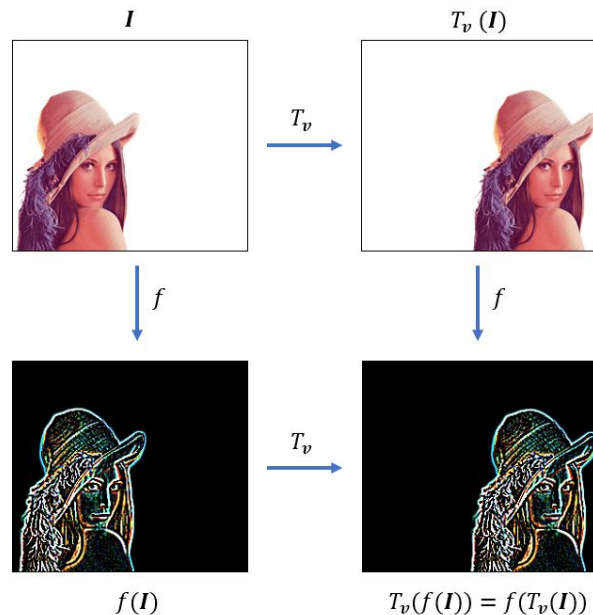 I
T_v (I)
T_v
f
f
T_v
f(I)
T_v(f(I)) = f(T_v(I))